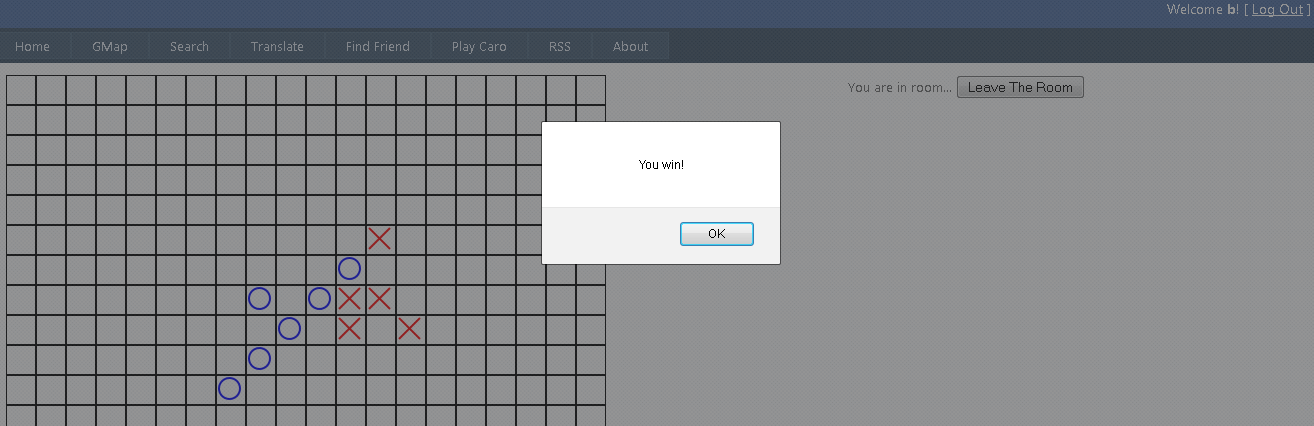 Welcome b! [ Log Out ]
Home GMap Search Translate Find Friend Play Caro RSS About
You are in room... Leave The Room
You win!
OK